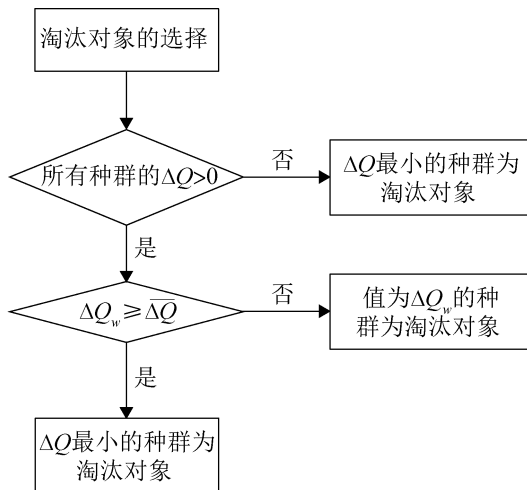 淘汰对象的选择
所有种群的ΔQ>0
否
ΔQ最小的种群为
淘汰对象
是
ΔQ_w≥\overline{ΔQ}
否
值为ΔQ_w的种
群为淘汰对象
是
ΔQ最小的种群为
淘汰对象